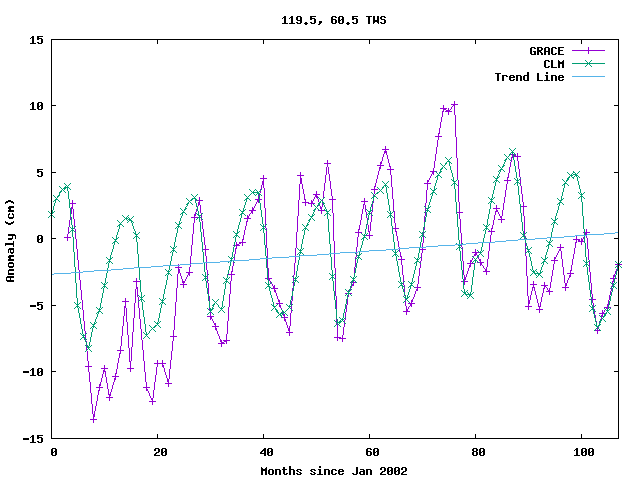 119.5, 60.5 TWS
15
GRACE
CLM
Trend Line
10
5
0
-5
-10
-15
Anomaly (cm)
0 20 40 60 80 100
Months since Jan 2002